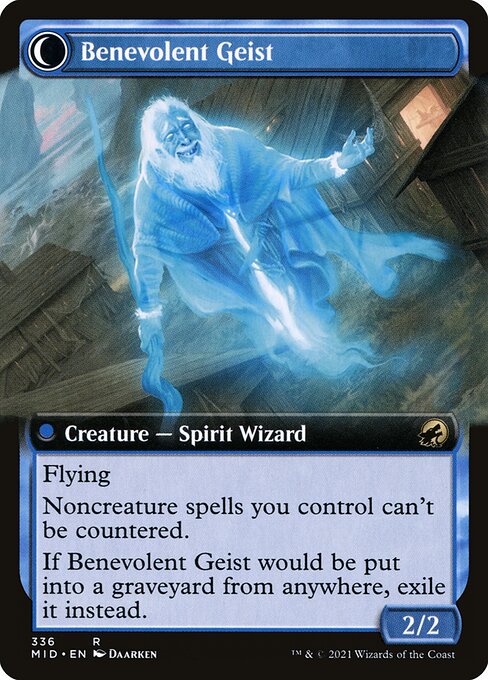 Benevolent Geist
Creature — Spirit Wizard
Flying
Noncreature spells you control can't
be countered.
If Benevolent Geist would be put
into a graveyard from anywhere, exile
it instead.
2/2
336 R
MID • EN DAARKEN
™ & © 2021 Wizards of the Coast